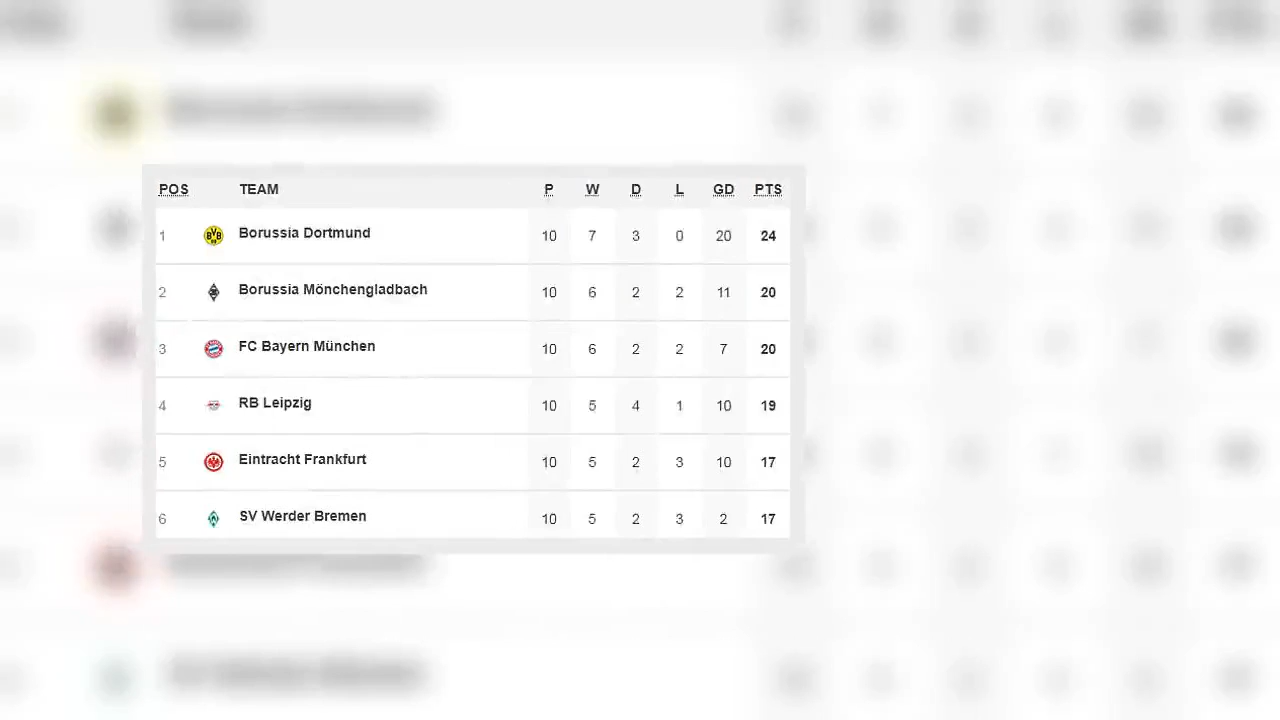 POS TEAM P W D L GD PTS
1 BVB 09 Borussia Dortmund 10 7 3 0 20 24
2 Borussia Mönchengladbach 10 6 2 2 11 20
3 FC Bayern München 10 6 2 2 7 20
4 RB Leipzig 10 5 4 1 10 19
5 Eintracht Frankfurt 10 5 2 3 10 17
6 SV Werder Bremen 10 5 2 3 2 17